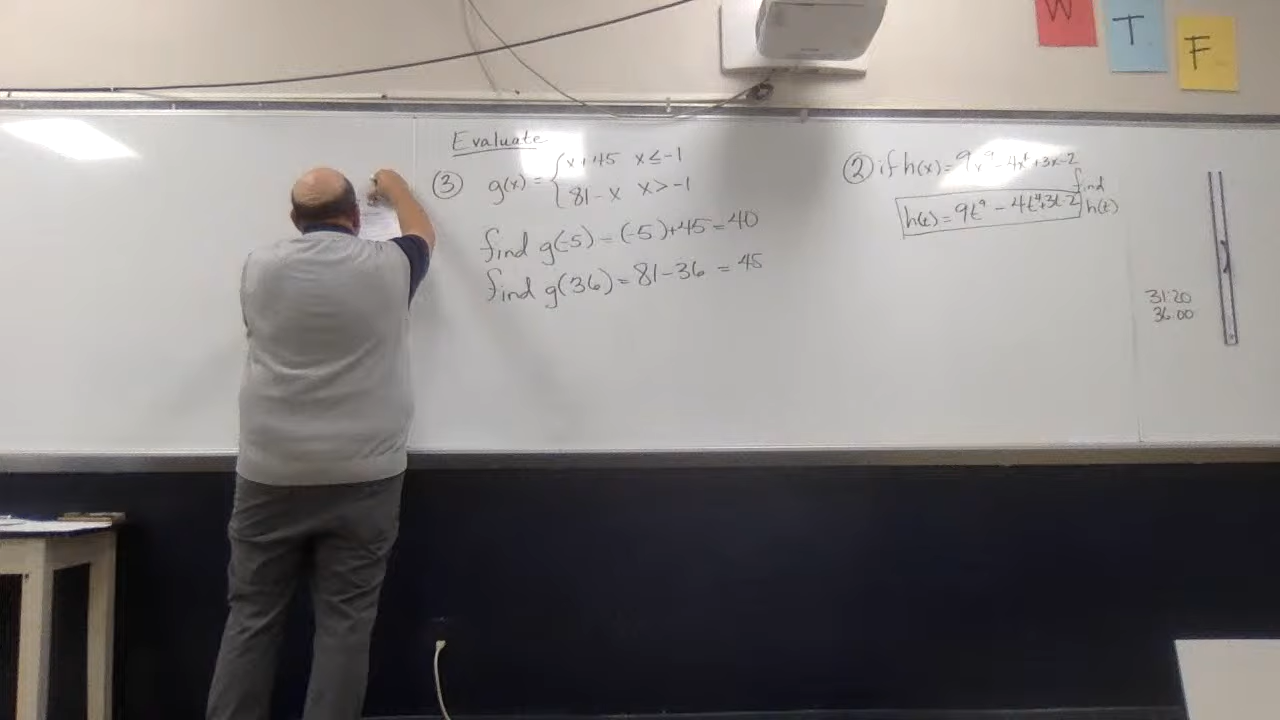 W T F
Evaluate
③ g(x) = { x+45 x ≤ -1
81 - x x > -1
find g(-5) = (-5)+45 = 40
find g(36) = 81-36 = 45
② if h(x) = 9x⁹ - 4x⁴ + 3x - 2
find
h(t) = 9t⁹ - 4t⁴ + 3t - 2 h(t)
31:20
36:00